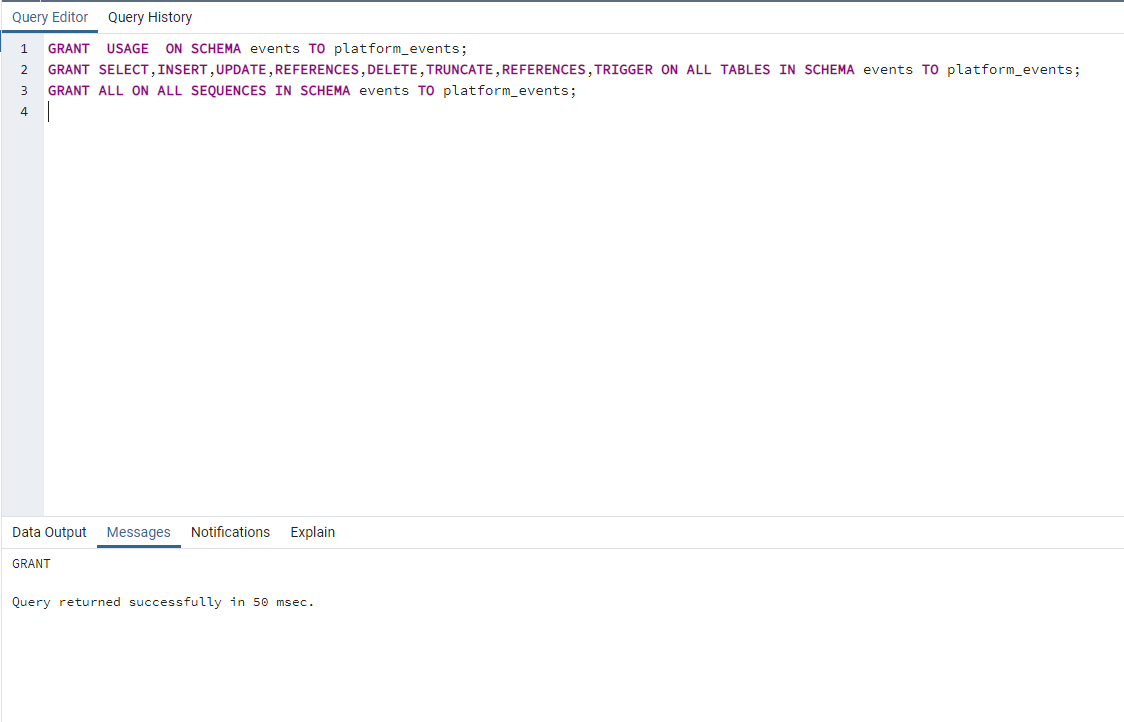 Query Editor Query History
1 GRANT  USAGE  ON SCHEMA events TO platform_events;
2 GRANT SELECT,INSERT,UPDATE,REFERENCES,DELETE,TRUNCATE,REFERENCES,TRIGGER ON ALL TABLES IN SCHEMA events TO platform_events;
3 GRANT ALL ON ALL SEQUENCES IN SCHEMA events TO platform_events;
4
Data Output Messages Notifications Explain
GRANT
Query returned successfully in 50 msec.